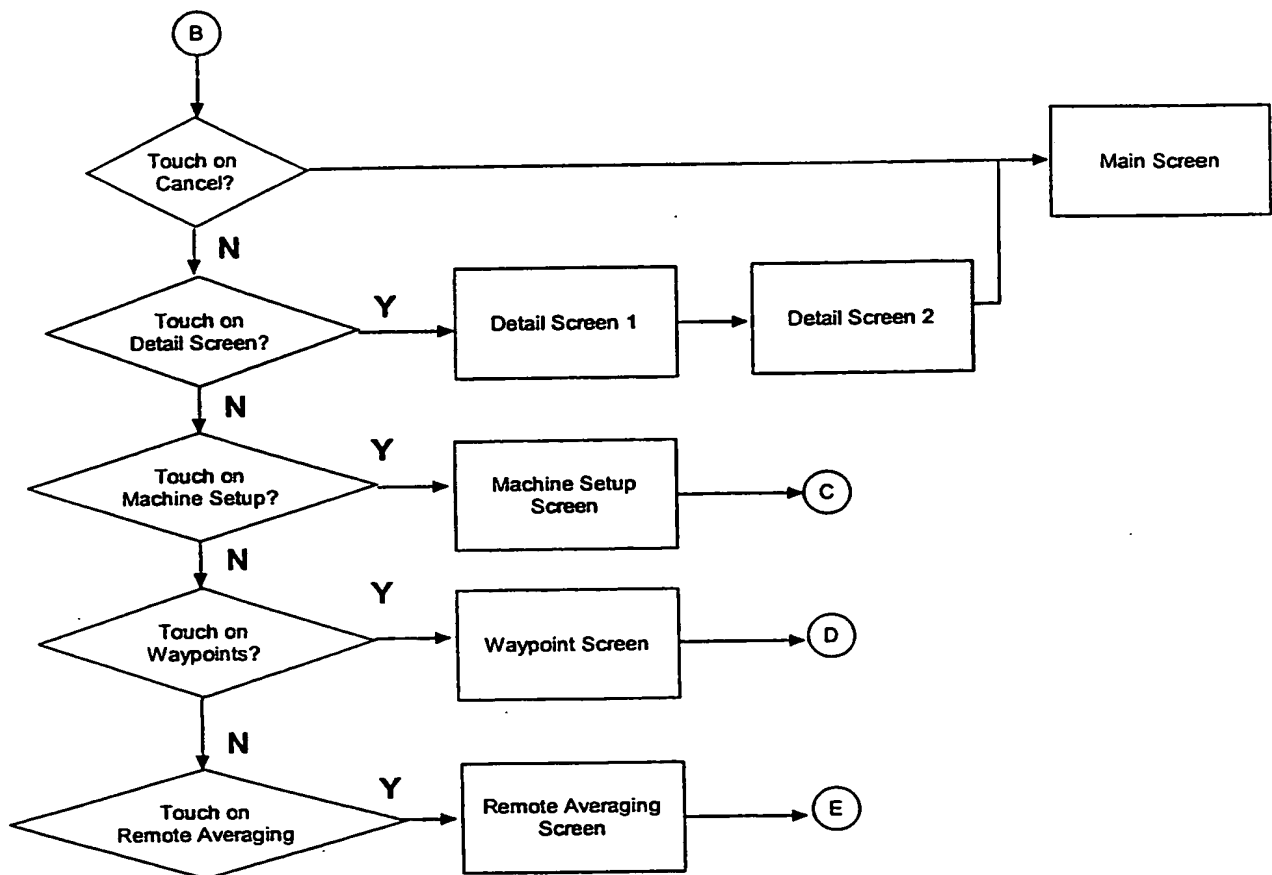 B
Touch on
Cancel?
Main Screen
N
Touch on
Detail Screen?
Y
Detail Screen 1
Detail Screen 2
N
Touch on
Machine Setup?
Y
Machine Setup
Screen
C
N
Touch on
Waypoints?
Y
Waypoint Screen
D
N
Touch on
Remote Averaging
Y
Remote Averaging
Screen
E